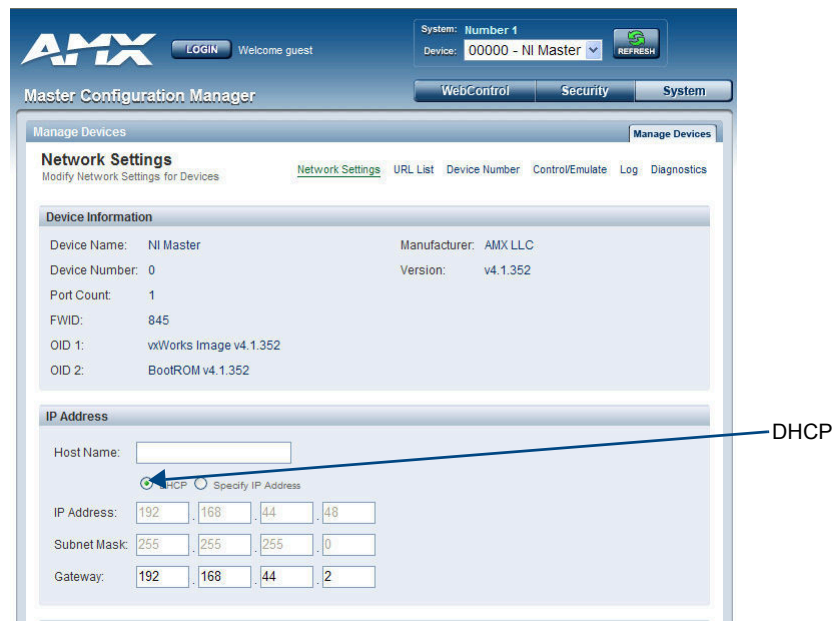 AMX
LOGIN Welcome guest
System: Number 1
Device: 00000 - NI Master
REFRESH
Master Configuration Manager
WebControl Security System
Manage Devices
Manage Devices
Network Settings
Modify Network Settings for Devices
Network Settings URL List Device Number Control/Emulate Log Diagnostics
Device Information
Device Name: NI Master Manufacturer: AMX LLC
Device Number: 0 Version: v4.1.352
Port Count: 1
FWID: 845
OID 1: vxWorks Image v4.1.352
OID 2: BootROM v4.1.352
IP Address
DHCP
Host Name:
DHCP Specify IP Address
IP Address: 192 . 168 . 44 . 48
Subnet Mask: 255 . 255 . 255 . 0
Gateway: 192 . 168 . 44 . 2